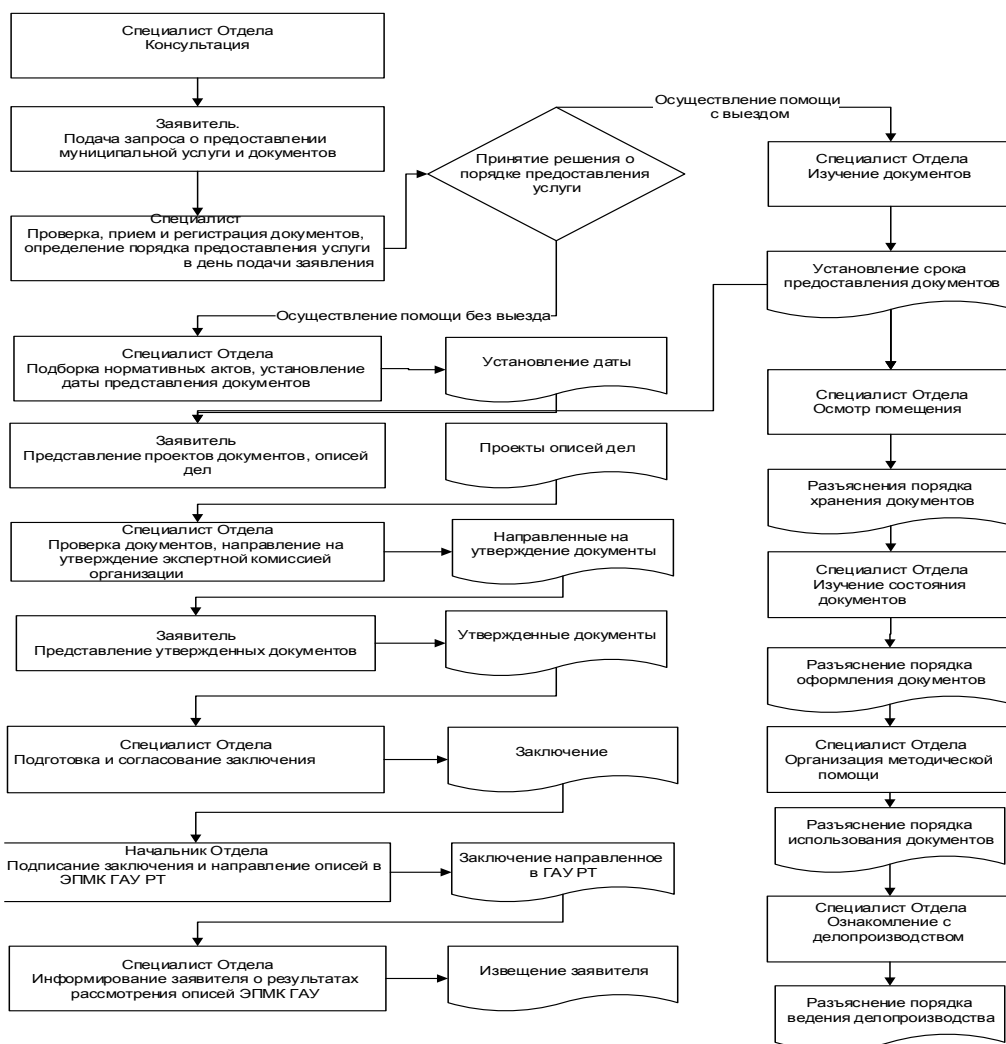 Специалист Отдела
Консультация
Заявитель.
Подача запроса о предоставлении
муниципальной услуги и документов
Специалист
Проверка, прием и регистрация документов,
определение порядка предоставления услуги
в день подачи заявления
Принятие решения о
порядке предоставления
услуги
Осуществление помощи
с выездом
Осуществление помощи без выезда
Специалист Отдела
Подборка нормативных актов, установление
даты представления документов
Установление даты
Заявитель
Представление проектов документов, описей
дел
Проекты описей дел
Специалист Отдела
Проверка документов, направление на
утверждение экспертной комиссией
организации
Направленные на
утверждение документы
Заявитель
Представление утвержденных документов
Утвержденные документы
Специалист Отдела
Подготовка и согласование заключения
Заключение
Начальник Отдела
Подписание заключения и направление описей в
ЭПМК ГАУ РТ
Заключение направленное
в ГАУ РТ
Специалист Отдела
Информирование заявителя о результатах
рассмотрения описей ЭПМК ГАУ
Извещение заявителя
Специалист Отдела
Изучение документов
Установление срока
предоставления документов
Специалист Отдела
Осмотр помещения
Разъяснения порядка
хранения документов
Специалист Отдела
Изучение состояния
документов
Разъяснение порядка
оформления документов
Специалист Отдела
Организация методической
помощи
Разъяснение порядка
использования документов
Специалист Отдела
Ознакомление с
делопроизводством
Разъяснение порядка
ведения делопроизводства